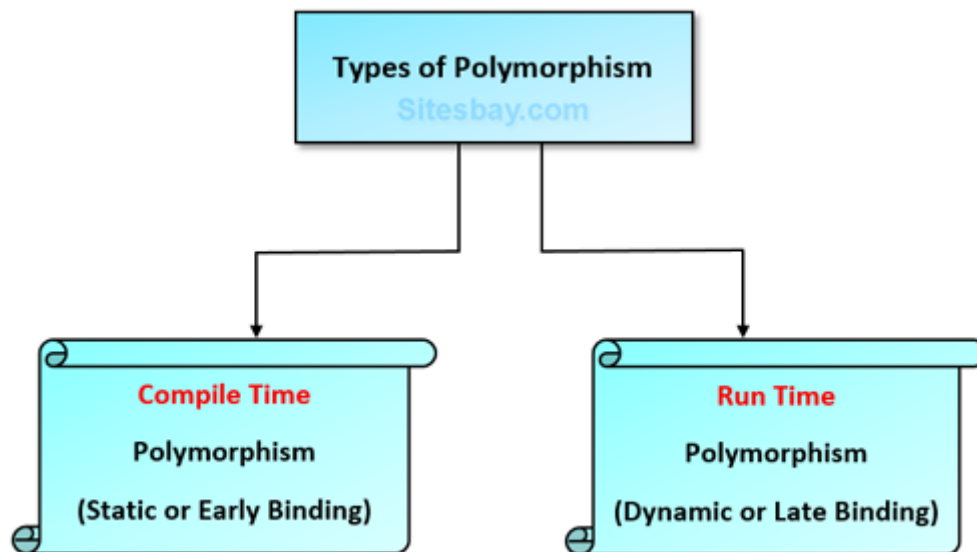 Types of Polymorphism
Sitesbay.com
Compile Time
Polymorphism
(Static or Early Binding)
Run Time
Polymorphism
(Dynamic or Late Binding)